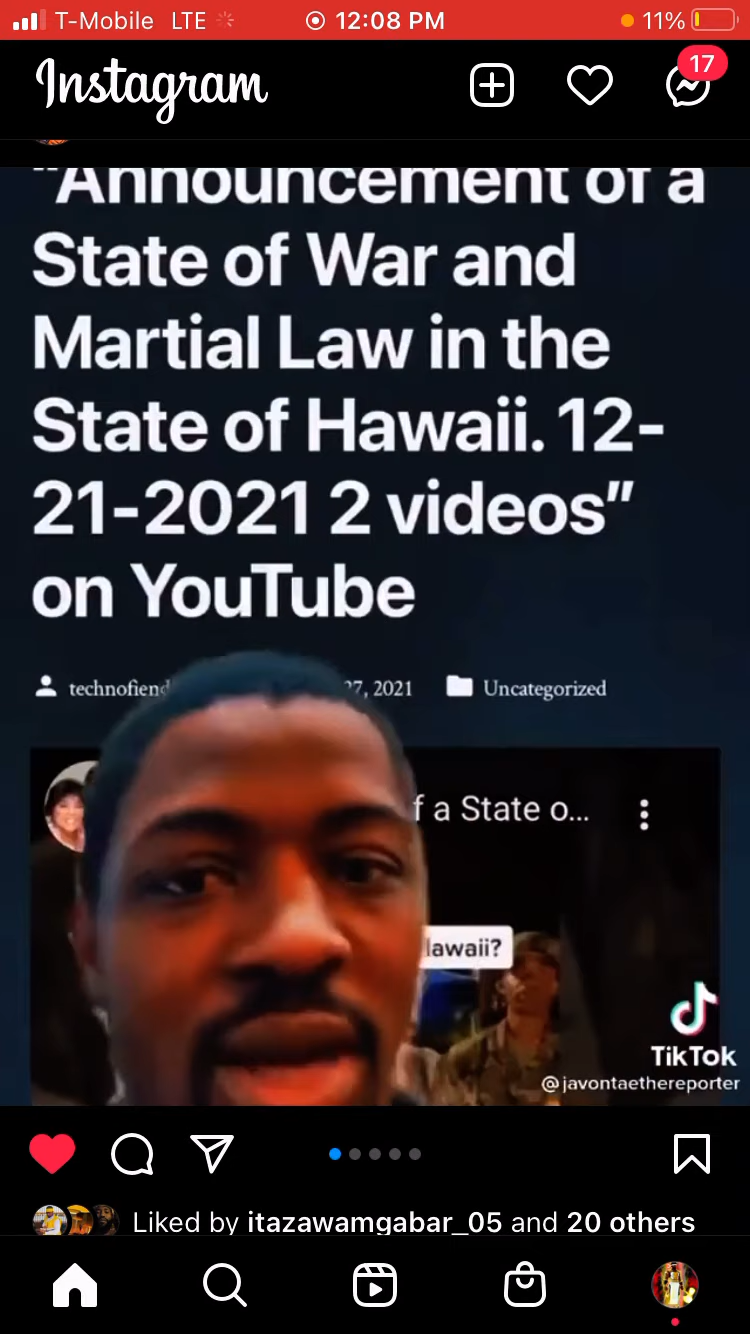 T-Mobile LTE 12:08 PM 11%
Instagram 17
"Announcement of a
State of War and
Martial Law in the
State of Hawaii. 12-
21-2021 2 videos"
on YouTube
technofiend 27, 2021 Uncategorized
f a State o...
lawaii?
TikTok
@javontaethereporter
Liked by itazawamgabar_05 and 20 others